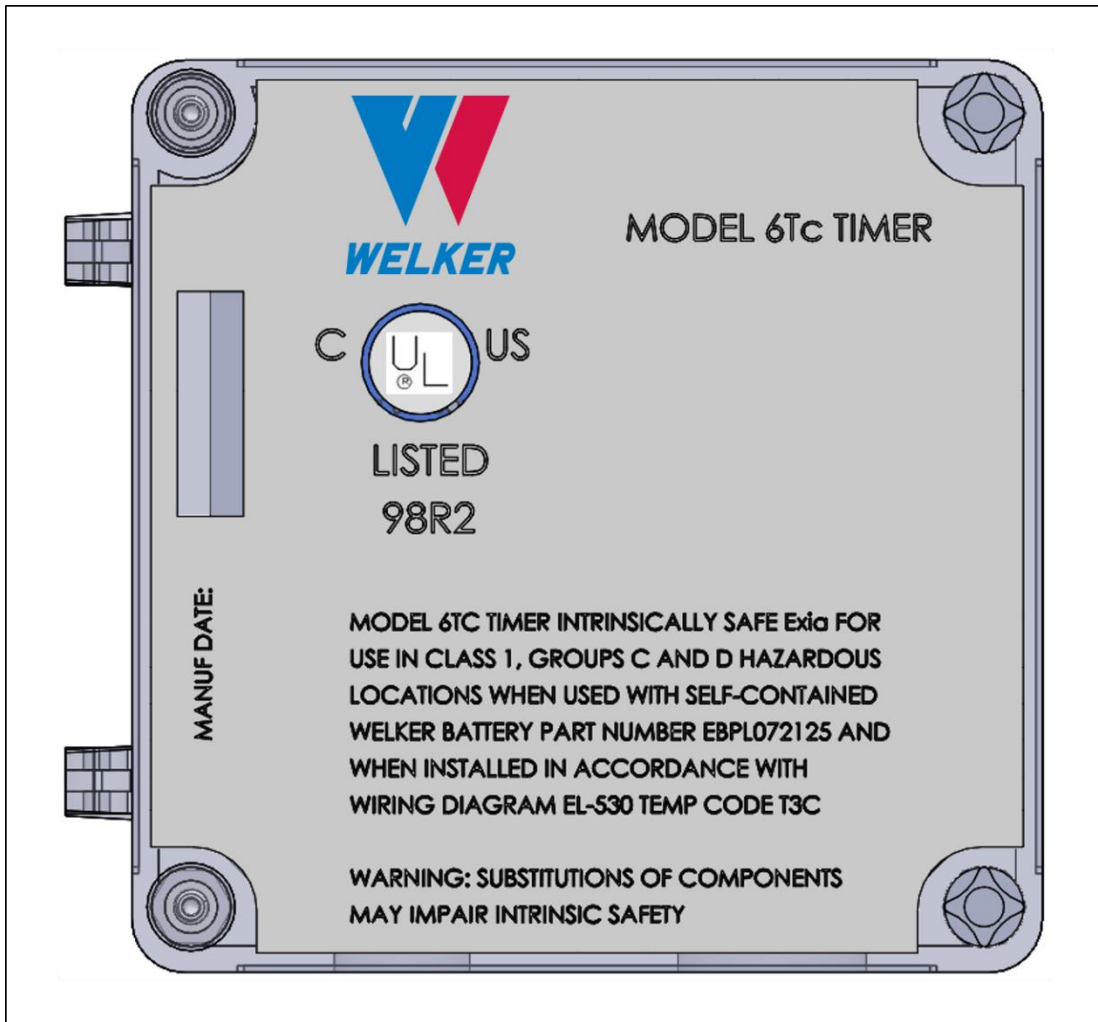 WELKER
MODEL 6Tc TIMER
C UL ® US
LISTED
98R2
MANUF DATE:
MODEL 6TC TIMER INTRINSICALLY SAFE Exia FOR
USE IN CLASS 1, GROUPS C AND D HAZARDOUS
LOCATIONS WHEN USED WITH SELF-CONTAINED
WELKER BATTERY PART NUMBER EBPL072125 AND
WHEN INSTALLED IN ACCORDANCE WITH
WIRING DIAGRAM EL-530 TEMP CODE T3C
WARNING: SUBSTITUTIONS OF COMPONENTS
MAY IMPAIR INTRINSIC SAFETY